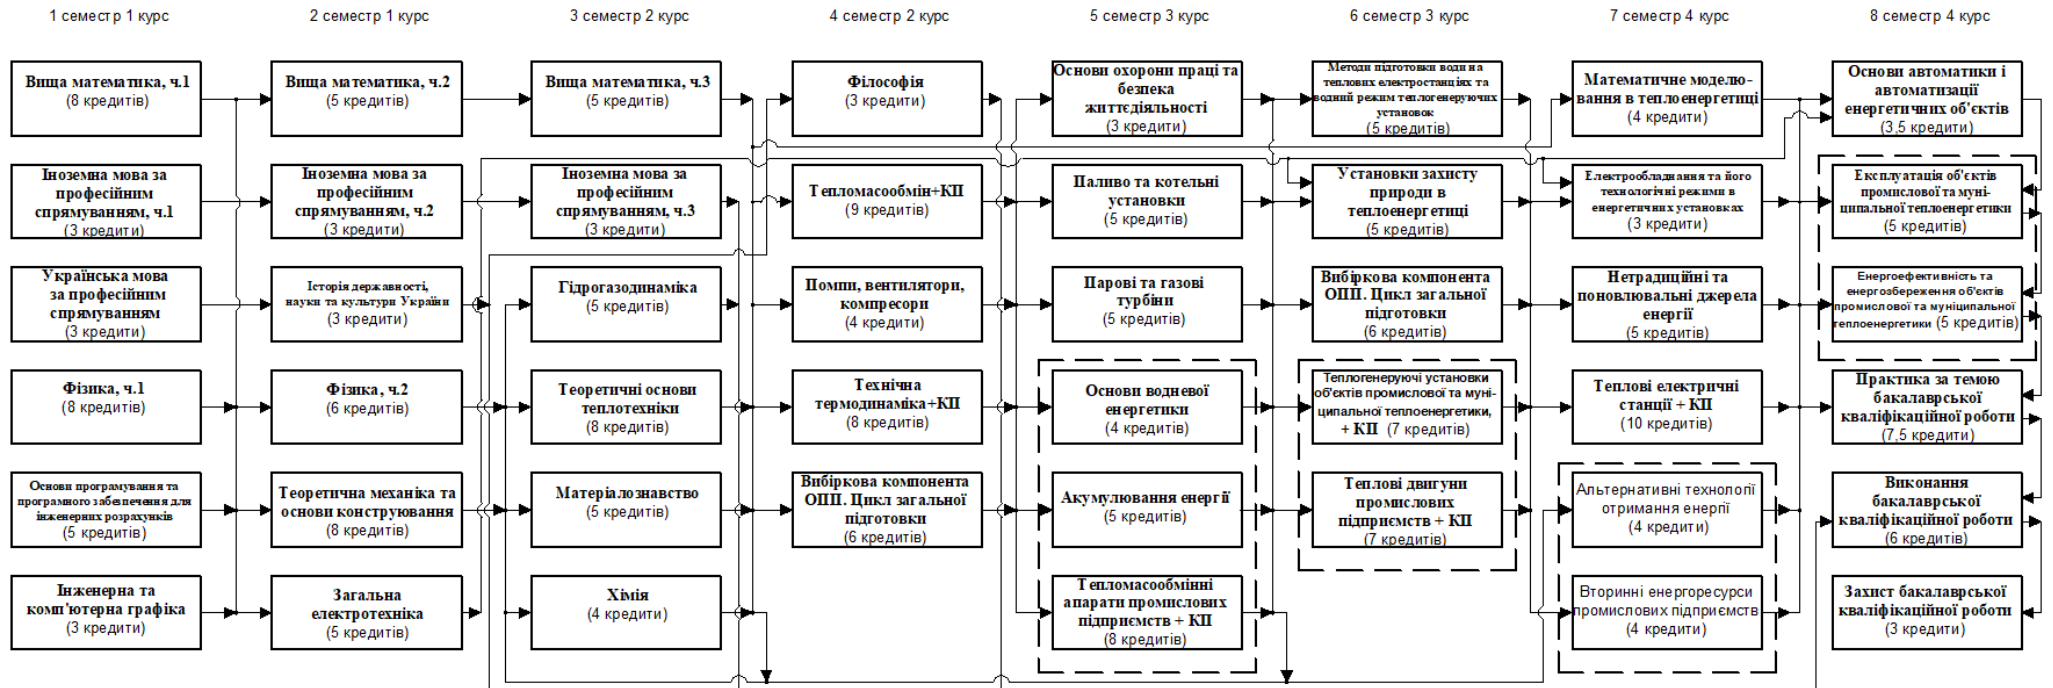 1 семестр 1 курс
2 семестр 1 курс
3 семестр 2 курс
4 семестр 2 курс
5 семестр 3 курс
6 семестр 3 курс
7 семестр 4 курс
8 семестр 4 курс
Вища математика, ч.1
(8 кредитів)
Вища математика, ч.2
(5 кредитів)
Вища математика, ч.3
(5 кредитів)
Філософія
(3 кредити)
Основи охорони праці та
безпека
життєдіяльності
(3 кредити)
Методи підготовки води на
теплових електростанціях та
водний режим теплогенеруючих
установок
(5 кредитів)
Математичне моделю-
вання в теплоенергетиці
(4 кредити)
Основи автоматики і
автоматизації
енергетичних об'єктів
(3,5 кредити)
Іноземна мова за
професійним
спрямуванням, ч.1
(3 кредити)
Іноземна мова за
професійним
спрямуванням, ч.2
(3 кредити)
Іноземна мова за
професійним
спрямуванням, ч.3
(3 кредити)
Тепломасообмін+КП
(9 кредитів)
Паливо та котельні
установки
(5 кредитів)
Установки захисту
природи в
теплоенергетиці
(5 кредитів)
Електрообладнання та його
технологічні режими в
енергетичних установках
(3 кредити)
Експлуатація об'єктів
промислової та муні-
ципальної теплоенергетики
(5 кредитів)
Українська мова
за професійним
спрямуванням
(3 кредити)
Історія державності,
науки та культури України
(3 кредити)
Гідрогазодинаміка
(5 кредитів)
Помпи, вентилятори,
компресори
(4 кредити)
Парові та газові
турбіни
(5 кредитів)
Вибіркова компонента
ОПП. Цикл загальної
підготовки
(6 кредитів)
Нетрадиційні та
поновлювальні джерела
енергії
(5 кредитів)
Енергоефективність та
енергозбереження об'єктів
промислової та муніципальної
теплоенергетики (5 кредитів)
Фізика, ч.1
(8 кредитів)
Фізика, ч.2
(6 кредитів)
Теоретичні основи
теплотехніки
(8 кредитів)
Технічна
термодинаміка+КП
(8 кредитів)
Основи водневої
енергетики
(4 кредитів)
Теплогенеруючі установки
об'єктів промислової та муні-
ципальної теплоенергетики,
+ КП (7 кредитів)
Теплові електричні
станції + КП
(10 кредитів)
Практика за темою
бакалаврської
кваліфікаційної роботи
(7,5 кредити)
Основи програмування та
програмного забезпечення для
інженерних розрахунків
(5 кредитів)
Теоретична механіка та
основи конструювання
(8 кредитів)
Матеріалознавство
(5 кредитів)
Вибіркова компонента
ОПП. Цикл загальної
підготовки
(6 кредитів)
Акумулювання енергії
(5 кредитів)
Теплові двигуни
промислових
підприємств + КП
(7 кредитів)
Альтернативні технології
отримання енергії
(4 кредити)
Виконання
бакалаврської
кваліфікаційної роботи
(6 кредитів)
Інженерна та
комп'ютерна графіка
(3 кредити)
Загальна
електротехніка
(5 кредитів)
Хімія
(4 кредити)
Тепломасообмінні
апарати промислових
підприємств + КП
(8 кредитів)
Вторинні енергоресурси
промислових підприємств
(4 кредити)
Захист бакалаврської
кваліфікаційної роботи
(3 кредити)